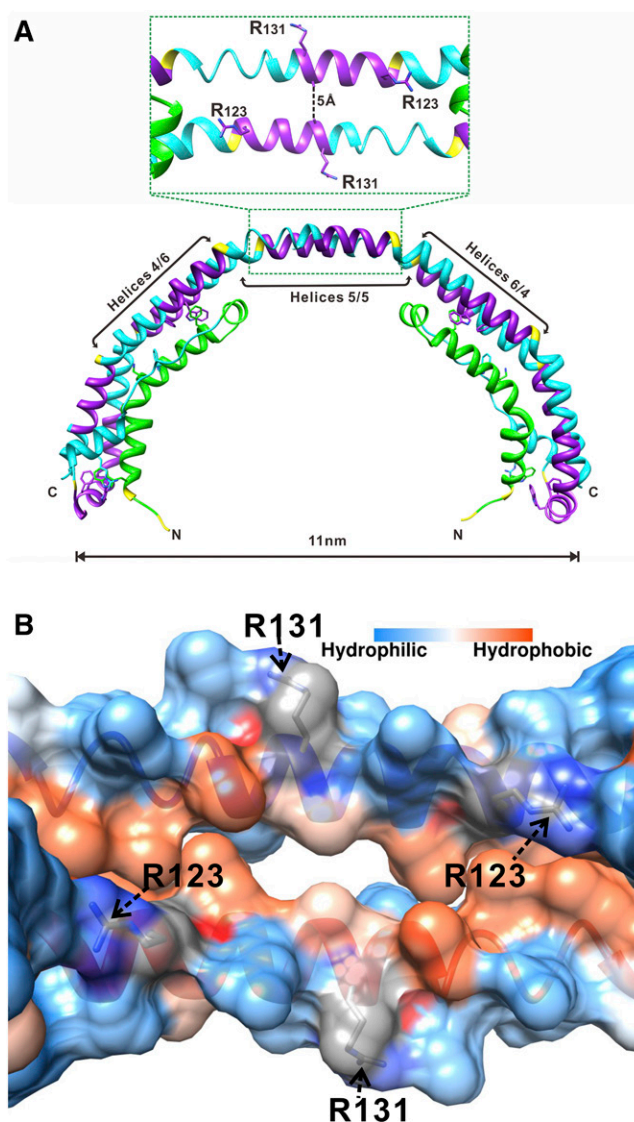 A
R131
5Å
R123
R123
R131
Helices 4/6
Helices 5/5
Helices 6/4
C
C
N
N
11nm
B
R131
Hydrophilic
Hydrophobic
R123
R123
R131